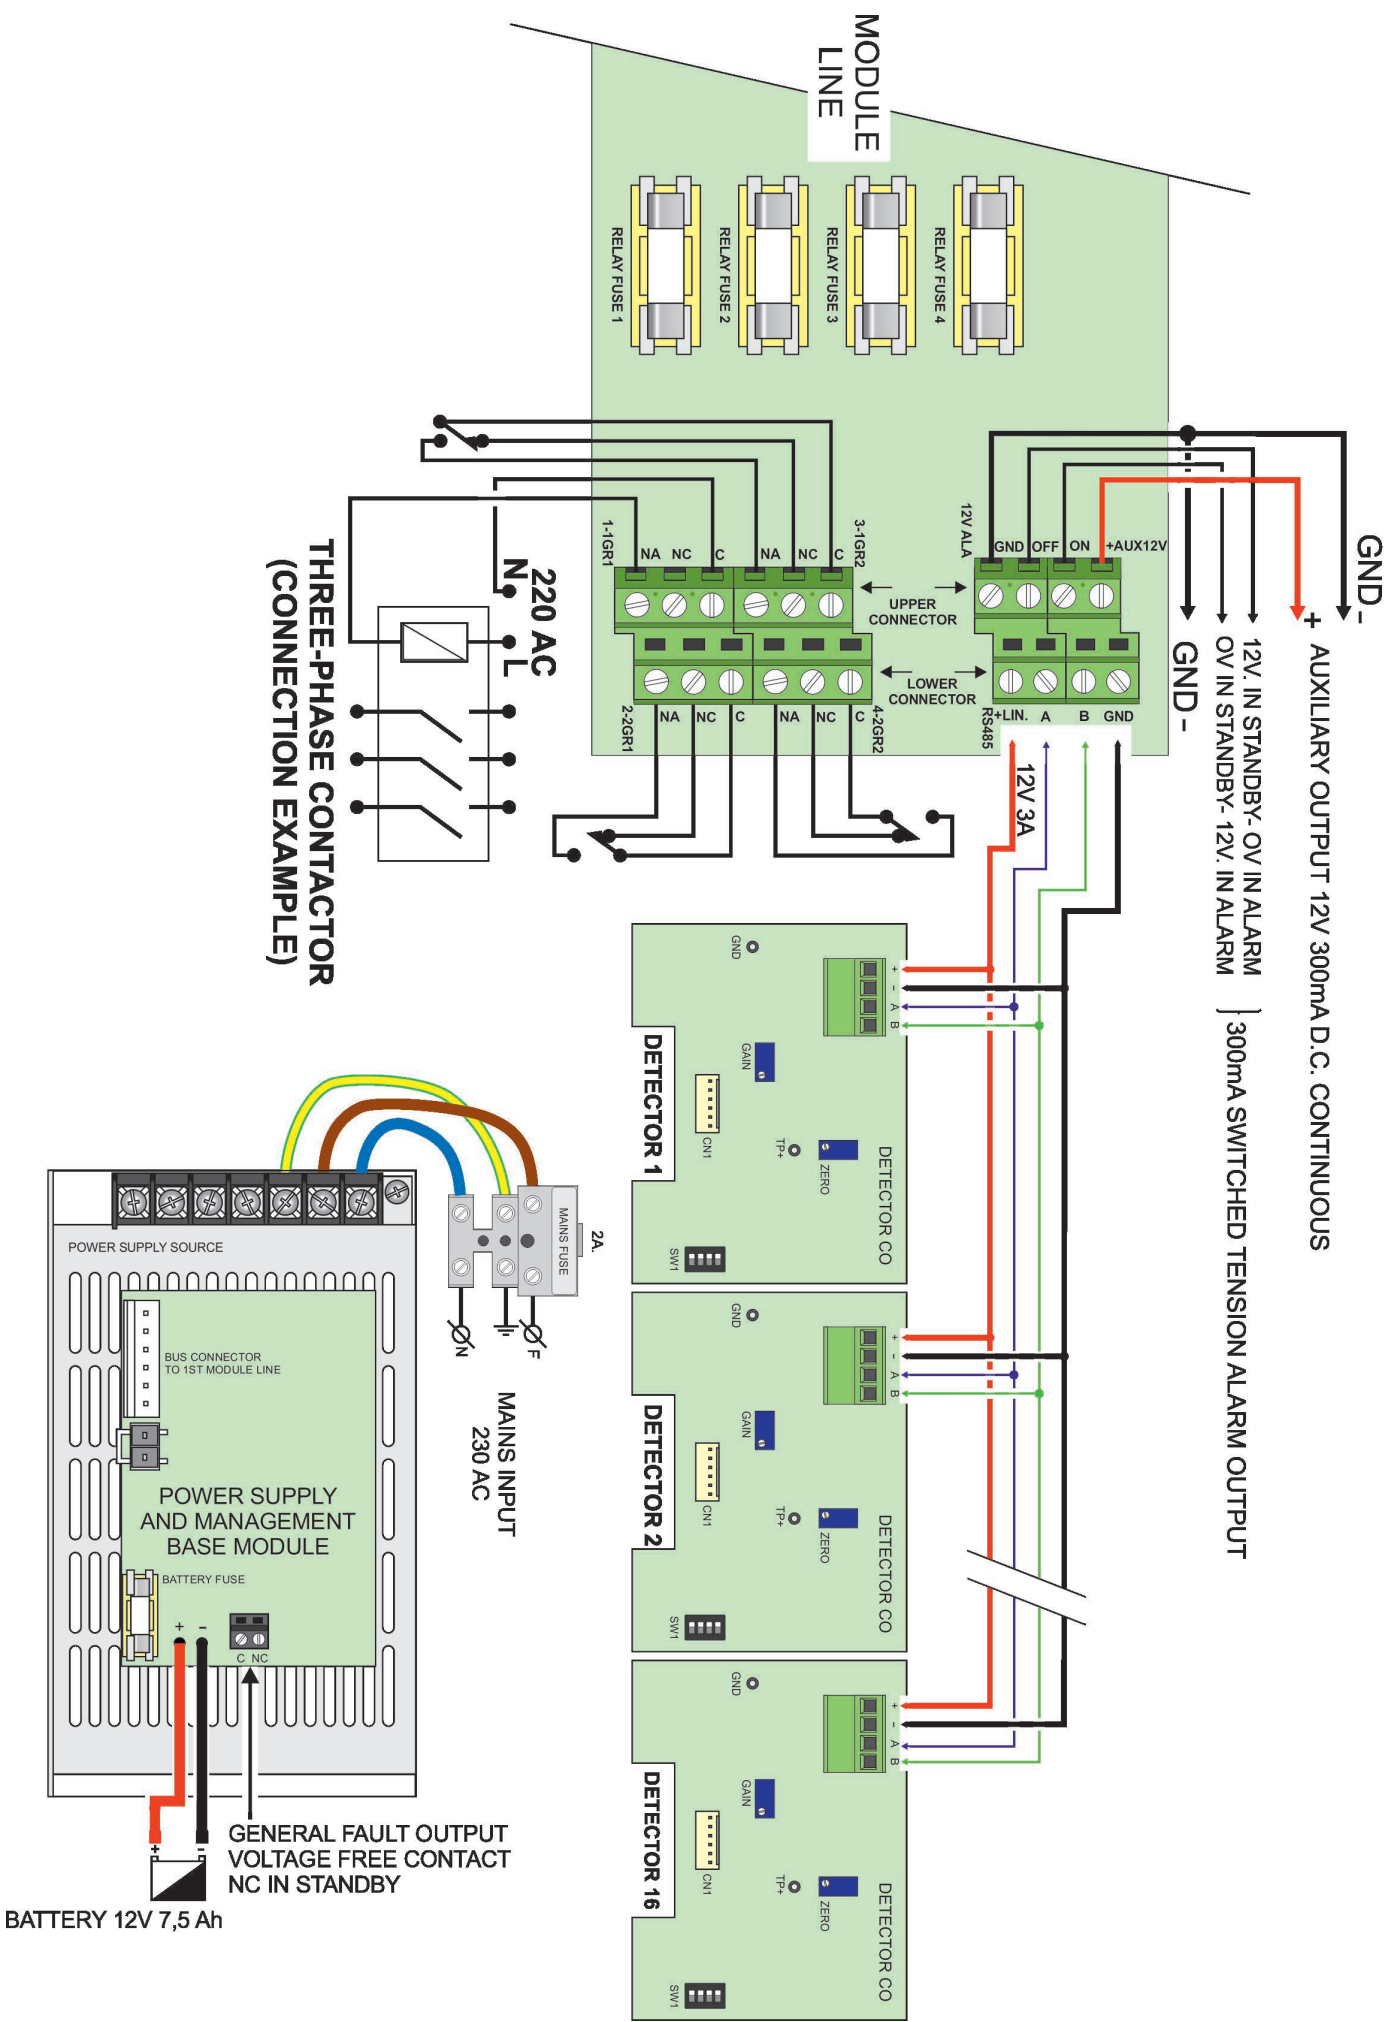 MODULE
LINE
RELAY FUSE 1
RELAY FUSE 2
RELAY FUSE 3
RELAY FUSE 4
GND-
+ AUXILIARY OUTPUT 12V 300mA D.C. CONTINUOUS
12V. IN STANDBY- OV IN ALARM
OV IN STANDBY- 12V. IN ALARM
} 300mA SWITCHED TENSION ALARM OUTPUT
GND-
1-1GR1
NA NC C
NA NC C
3-1GR2
12V ALA
GND OFF ON +AUX12V
UPPER
CONNECTOR
LOWER
CONNECTOR
2-2GR1
NA NC C
NA NC C
4-2GR2
RS485
+LIN. A B GND
12V 3A
220 AC
N L
THREE-PHASE CONTACTOR
(CONNECTION EXAMPLE)
GND
+ - A B
GAIN
DETECTOR 1
CN1
TP+
ZERO
DETECTOR CO
SW1
GND
+ - A B
GAIN
DETECTOR 2
CN1
TP+
ZERO
DETECTOR CO
SW1
GND
+ - A B
GAIN
DETECTOR 16
CN1
TP+
ZERO
DETECTOR CO
SW1
2A.
MAINS FUSE
N
F
MAINS INPUT
230 AC
POWER SUPPLY SOURCE
BUS CONNECTOR
TO 1ST MODULE LINE
POWER SUPPLY
AND MANAGEMENT
BASE MODULE
BATTERY FUSE
+ -
C NC
+ -
GENERAL FAULT OUTPUT
VOLTAGE FREE CONTACT
NC IN STANDBY
BATTERY 12V 7,5 Ah